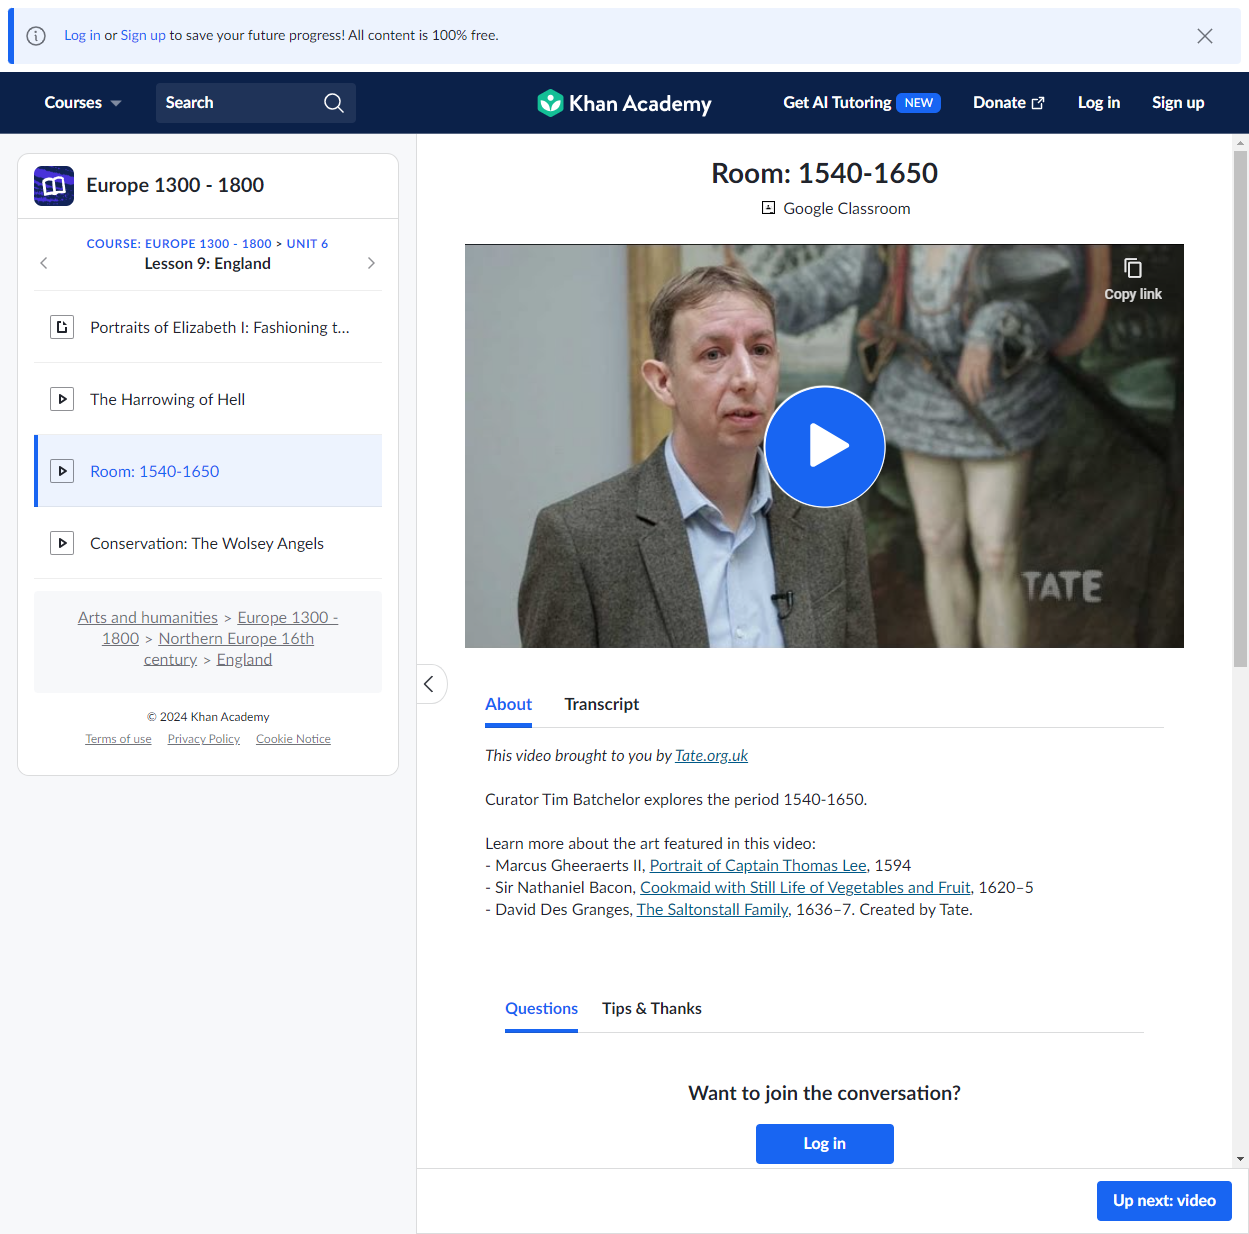 Log in or Sign up to save your future progress! All content is 100% free.
Courses
Search
Khan Academy
Get AI Tutoring NEW
Donate
Log in
Sign up
Europe 1300 - 1800
COURSE: EUROPE 1300 - 1800 > UNIT 6
Lesson 9: England
Portraits of Elizabeth I: Fashioning t...
The Harrowing of Hell
Room: 1540-1650
Conservation: The Wolsey Angels
Arts and humanities > Europe 1300 -
1800 > Northern Europe 16th
century > England
© 2024 Khan Academy
Terms of use Privacy Policy Cookie Notice
Room: 1540-1650
Google Classroom
Copy link
TATE
About Transcript
This video brought to you by Tate.org.uk
Curator Tim Batchelor explores the period 1540-1650.
Learn more about the art featured in this video:
- Marcus Gheeraerts II, Portrait of Captain Thomas Lee, 1594
- Sir Nathaniel Bacon, Cookmaid with Still Life of Vegetables and Fruit, 1620–5
- David Des Granges, The Saltonstall Family, 1636–7. Created by Tate.
Questions Tips & Thanks
Want to join the conversation?
Log in
Up next: video